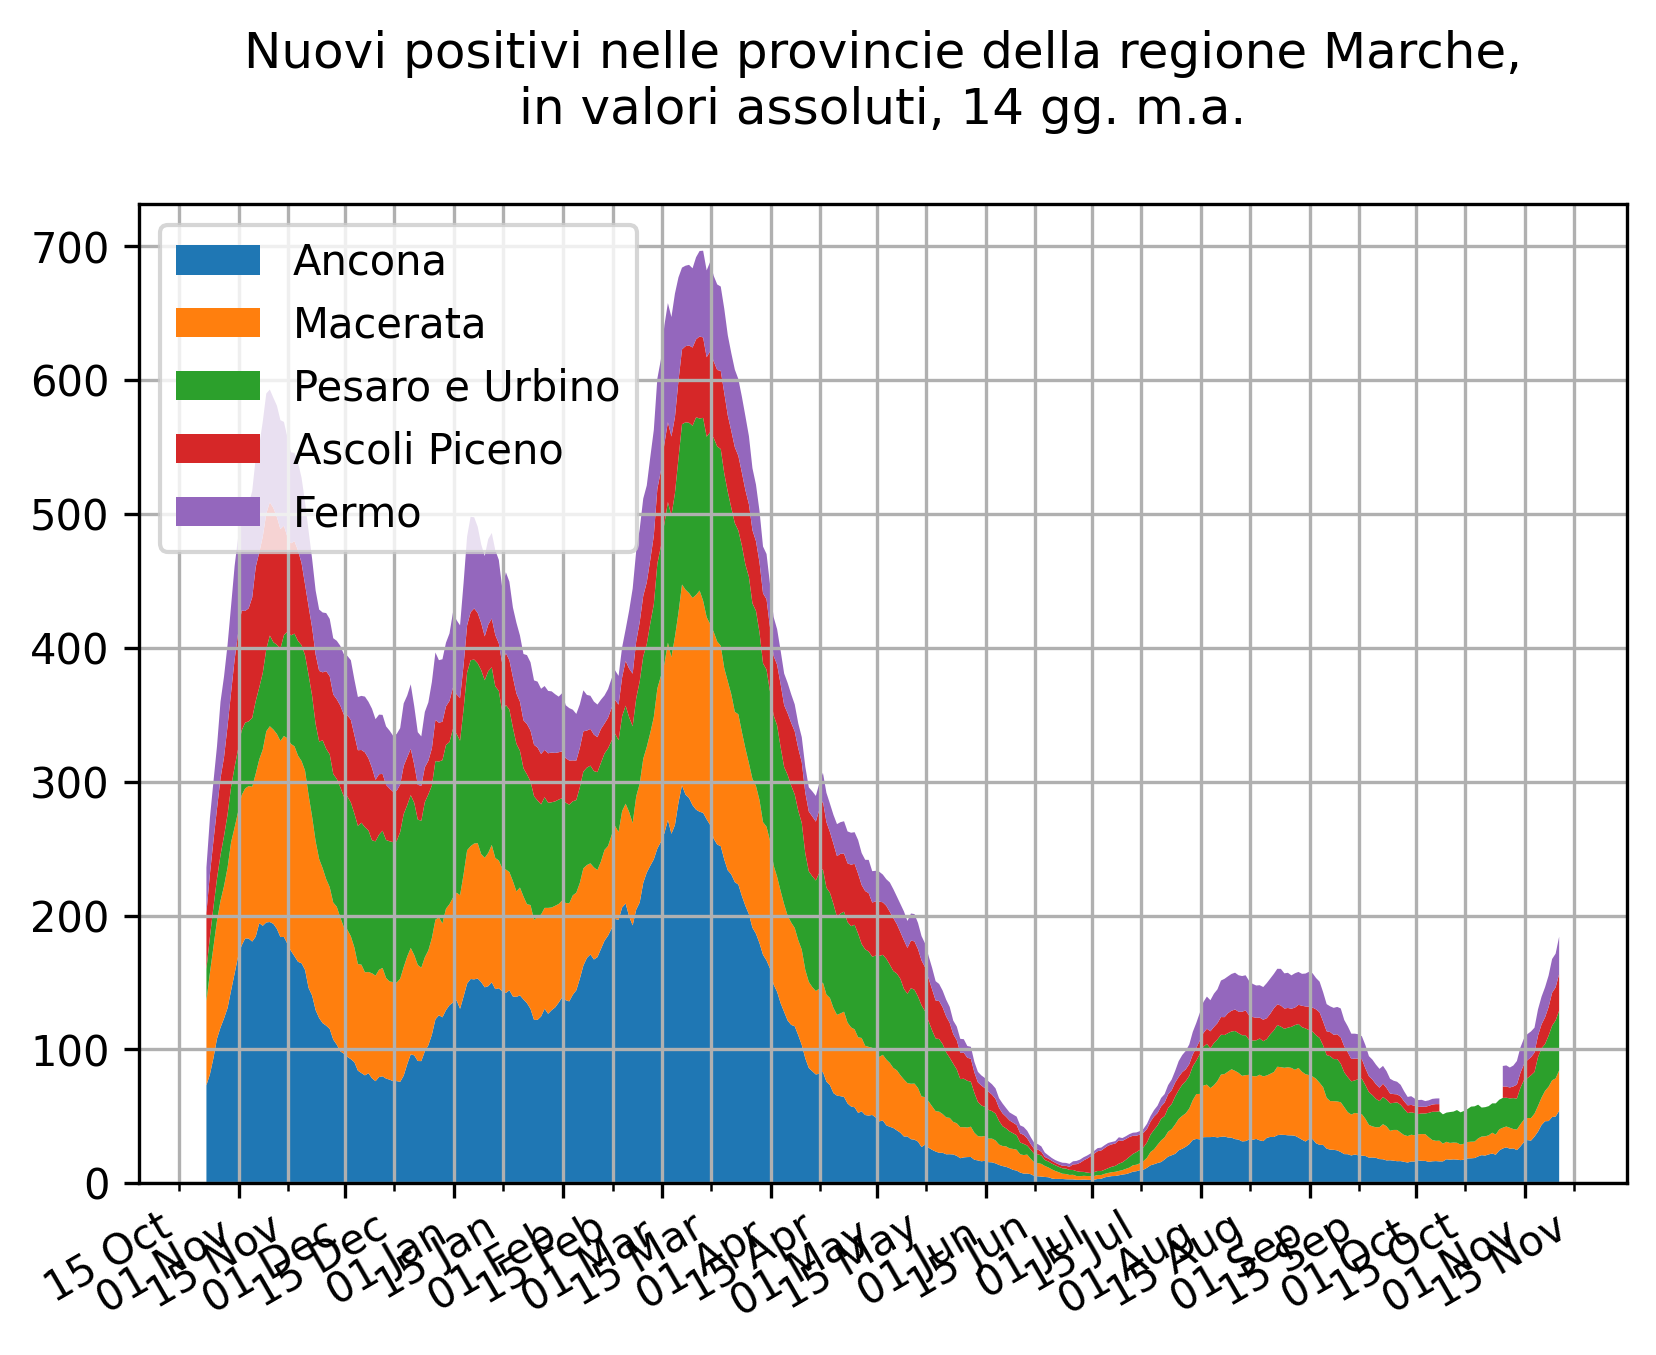 Nuovi positivi nelle provincie della regione Marche,
in valori assoluti, 14 gg. m.a.
700
600
500
400
300
200
100
0
Ancona
Macerata
Pesaro e Urbino
Ascoli Piceno
Fermo
15 Oct
01 Nov
15 Nov
01 Dec
15 Dec
01 Jan
15 Jan
01 Feb
15 Feb
01 Mar
15 Mar
01 Apr
15 Apr
01 May
15 May
01 Jun
15 Jun
01 Jul
15 Jul
01 Aug
15 Aug
01 Sep
15 Sep
01 Oct
15 Oct
01 Nov
15 Nov